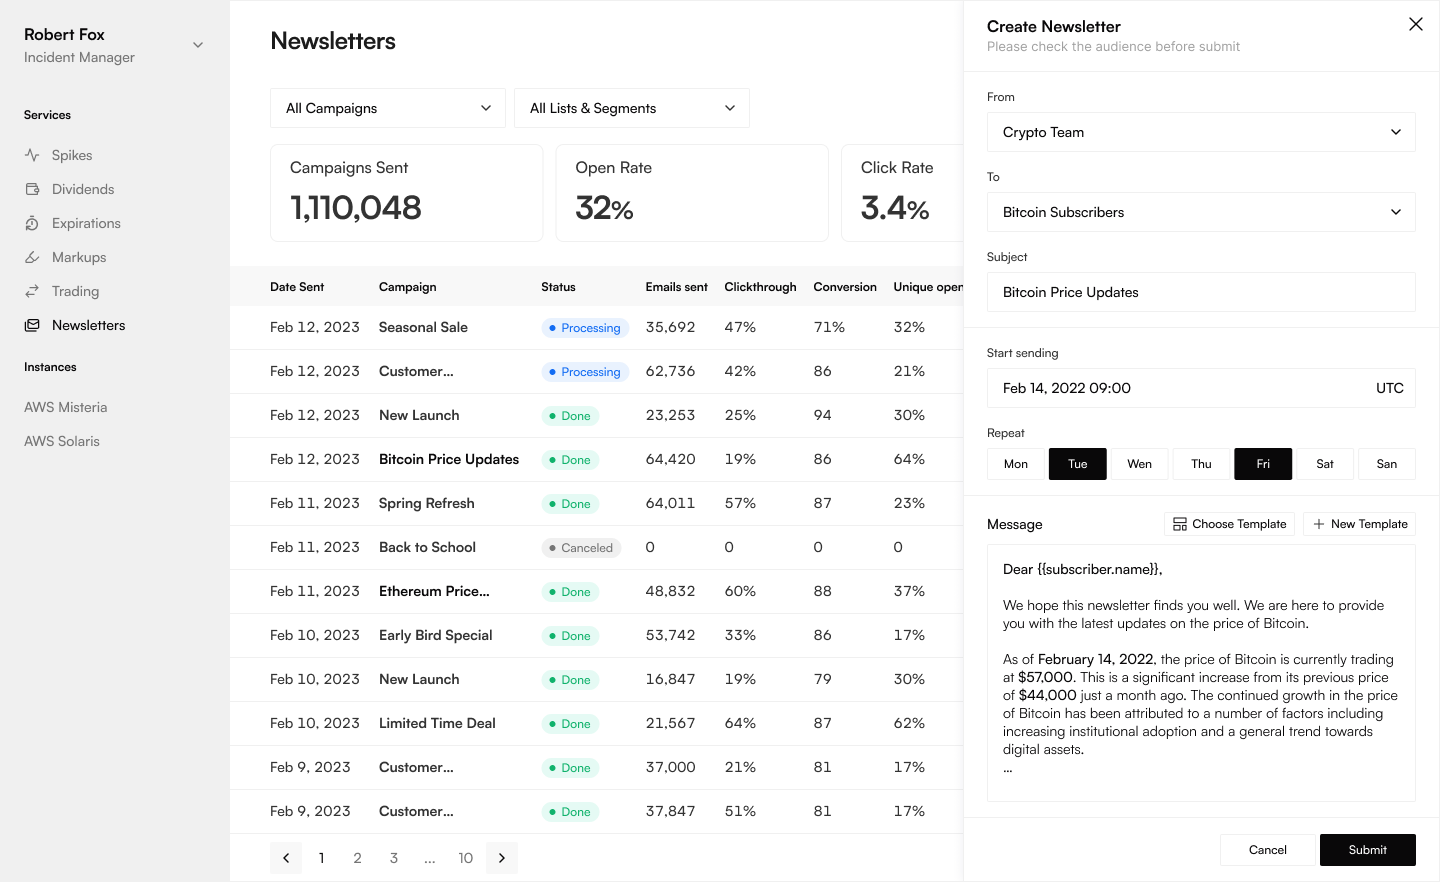 Robert Fox
Incident Manager
Services
Spikes
Dividends
Expirations
Markups
Trading
Newsletters
Instances
AWS Misteria
AWS Solaris
Newsletters
All Campaigns
All Lists & Segments
Campaigns Sent
1,110,048
Open Rate
32%
Click Rate
3.4%
Date Sent Campaign Status Emails sent Clickthrough Conversion Unique open
Feb 12, 2023 Seasonal Sale Processing 35,692 47% 71% 32%
Feb 12, 2023 Customer... Processing 62,736 42% 86 21%
Feb 12, 2023 New Launch Done 23,253 25% 94 30%
Feb 12, 2023 Bitcoin Price Updates Done 64,420 19% 86 64%
Feb 11, 2023 Spring Refresh Done 64,011 57% 87 23%
Feb 11, 2023 Back to School Canceled 0 0 0 0
Feb 11, 2023 Ethereum Price... Done 48,832 60% 88 37%
Feb 10, 2023 Early Bird Special Done 53,742 33% 86 17%
Feb 10, 2023 New Launch Done 16,847 19% 79 30%
Feb 10, 2023 Limited Time Deal Done 21,567 64% 87 62%
Feb 9, 2023 Customer... Done 37,000 21% 81 17%
Feb 9, 2023 Customer... Done 37,847 51% 81 17%
1 2 3 ... 10
Create Newsletter
Please check the audience before submit
From
Crypto Team
To
Bitcoin Subscribers
Subject
Bitcoin Price Updates
Start sending
Feb 14, 2022 09:00 UTC
Repeat
Mon Tue Wen Thu Fri Sat San
Message Choose Template New Template
Dear {{subscriber.name}},
We hope this newsletter finds you well. We are here to provide
you with the latest updates on the price of Bitcoin.
As of February 14, 2022, the price of Bitcoin is currently trading
at $57,000. This is a significant increase from its previous price
of $44,000 just a month ago. The continued growth in the price
of Bitcoin has been attributed to a number of factors including
increasing institutional adoption and a general trend towards
digital assets.
...
Cancel Submit